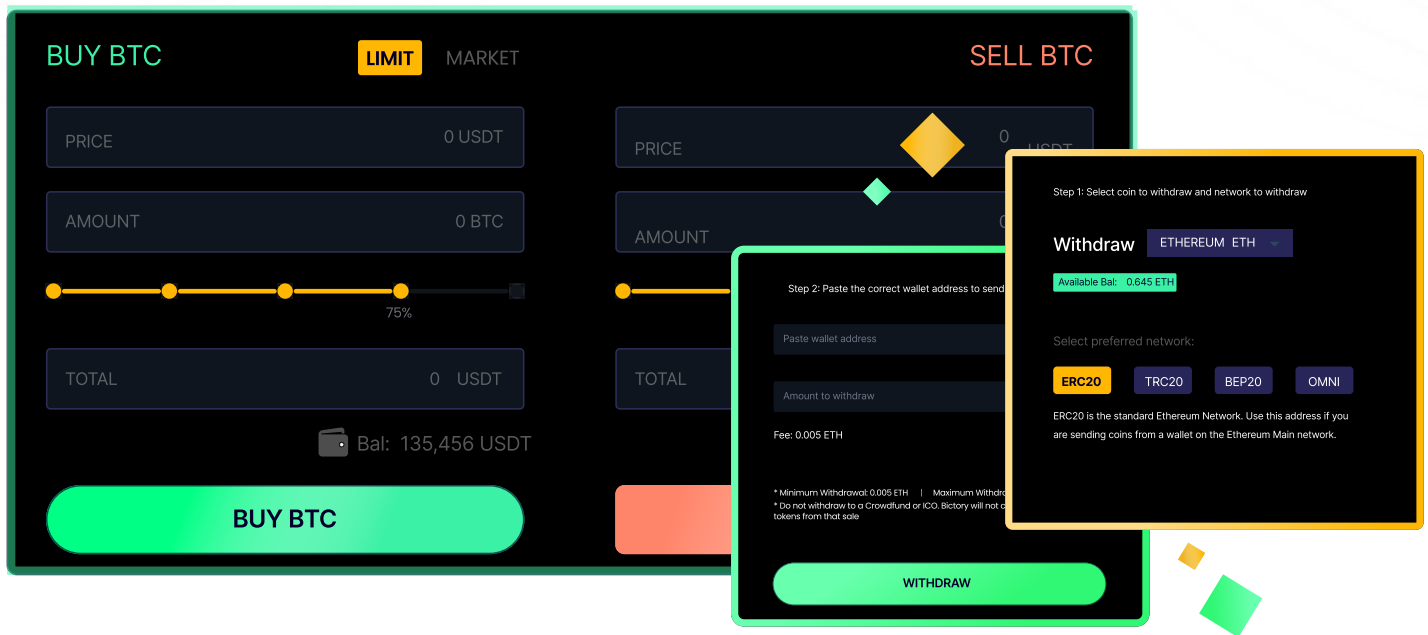 BUY BTC
LIMIT MARKET
SELL BTC
PRICE 0 USDT
AMOUNT 0 BTC
75%
TOTAL 0 USDT
Bal: 135,456 USDT
BUY BTC
PRICE 0
AMOUNT
TOTAL
Step 2: Paste the correct wallet address to send
Paste wallet address
Amount to withdraw
Fee: 0.005 ETH
* Minimum Withdrawal: 0.005 ETH | Maximum
* Do not withdraw to a Crowdfund or ICO. Bictory will not
tokens from that sale
WITHDRAW
Step 1: Select coin to withdraw and network to withdraw
Withdraw ETHEREUM ETH
Available Bal: 0.645 ETH
Select preferred network:
ERC20 TRC20 BEP20 OMNI
ERC20 is the standard Ethereum Network. Use this address if you
are sending coins from a wallet on the Ethereum Main network.